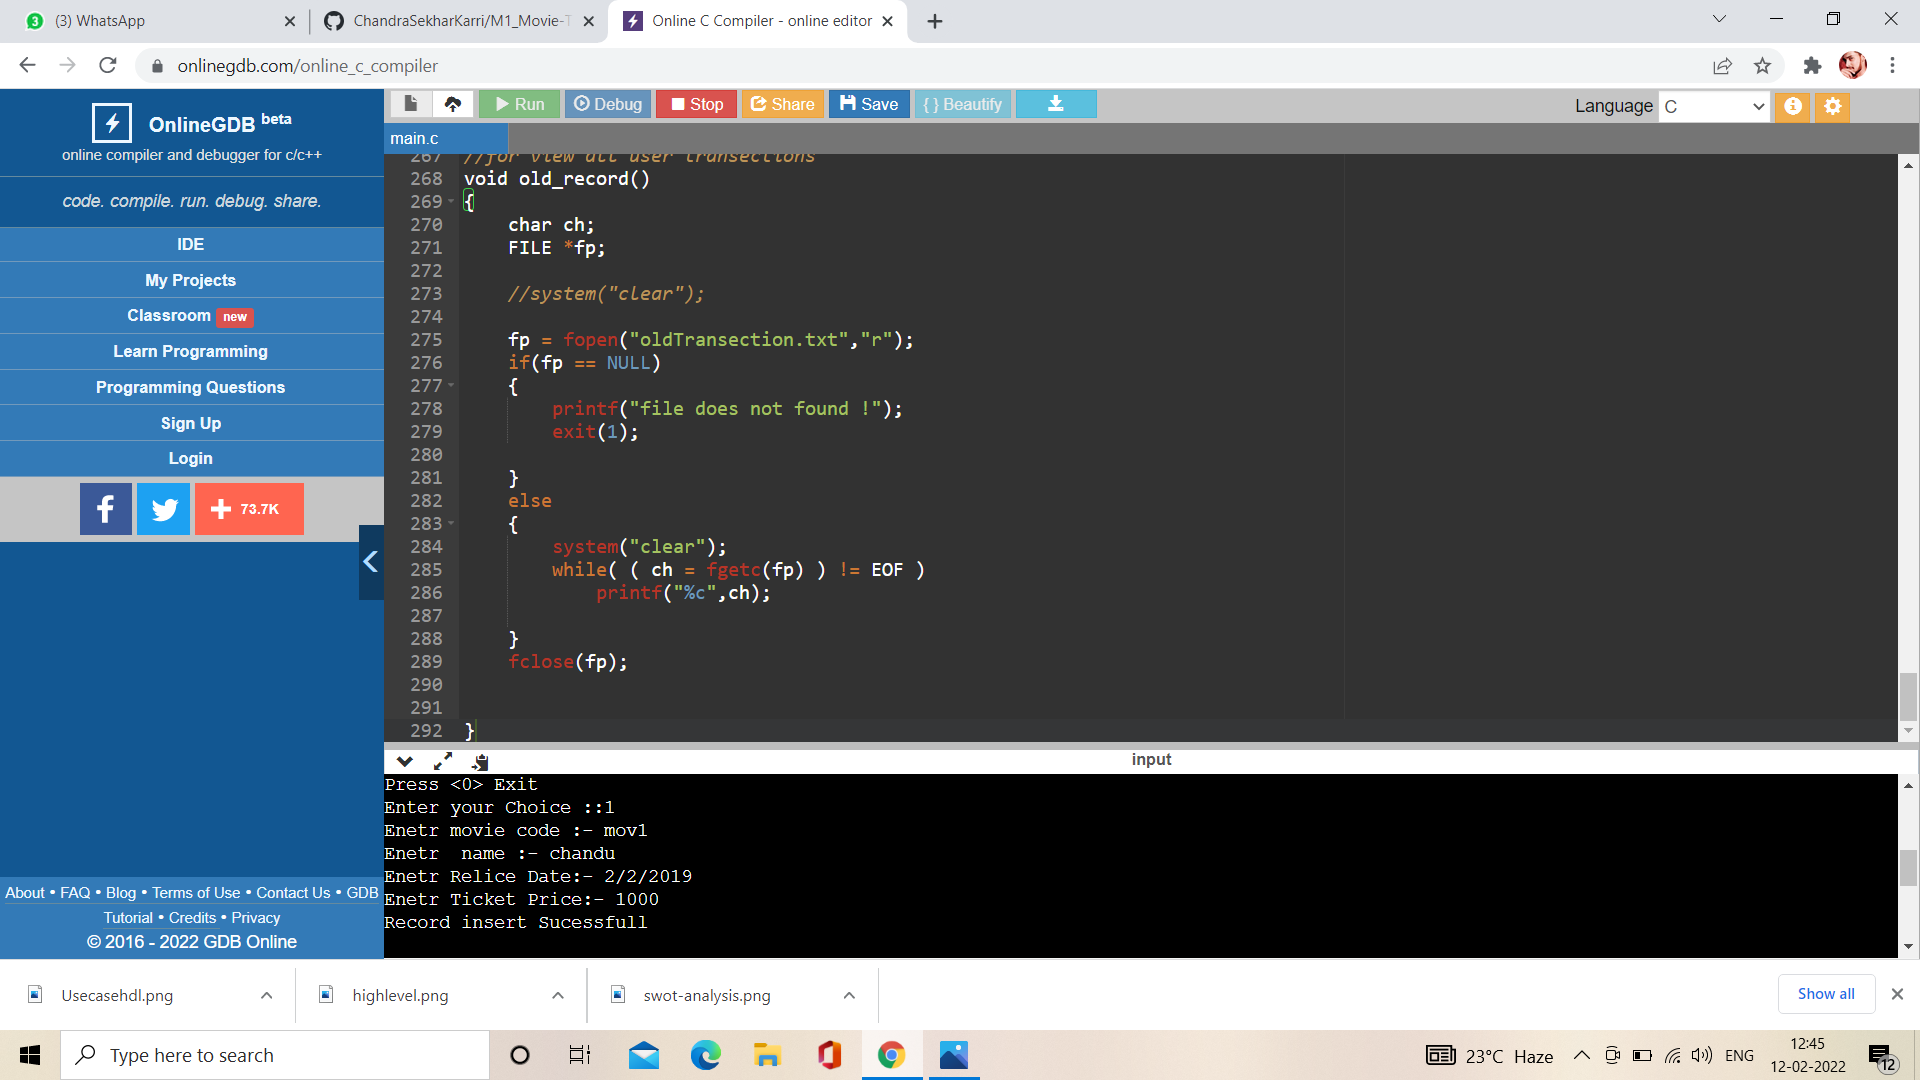 (3) WhatsApp
ChandraSekharKarri/M1_Movie-T
Online C Compiler - online editor
onlinegdb.com/online_c_compiler
Run
Debug
Stop
Share
Save
{ } Beautify
Language C
OnlineGDB beta
online compiler and debugger for c/c++
code. compile. run. debug. share.
IDE
My Projects
Classroom new
Learn Programming
Programming Questions
Sign Up
Login
73.7K
About • FAQ • Blog • Terms of Use • Contact Us • GDB
Tutorial • Credits • Privacy
© 2016 - 2022 GDB Online
main.c
267 //for view all user transections
268 void old_record()
269 {
270     char ch;
271     FILE *fp;
272
273     //system("clear");
274
275     fp = fopen("oldTransection.txt","r");
276     if(fp == NULL)
277     {
278         printf("file does not found !");
279         exit(1);
280
281     }
282     else
283     {
284         system("clear");
285         while( ( ch = fgetc(fp) ) != EOF )
286             printf("%c",ch);
287
288     }
289     fclose(fp);
290
291
292 }
input
Press <0> Exit
Enter your Choice ::1
Enetr movie code :- mov1
Enetr  name :- chandu
Enetr Relice Date:- 2/2/2019
Enetr Ticket Price:- 1000
Record insert Sucessfull
Usecasehdl.png
highlevel.png
swot-analysis.png
Show all
Type here to search
23°C Haze
ENG
12:45
12-02-2022
12